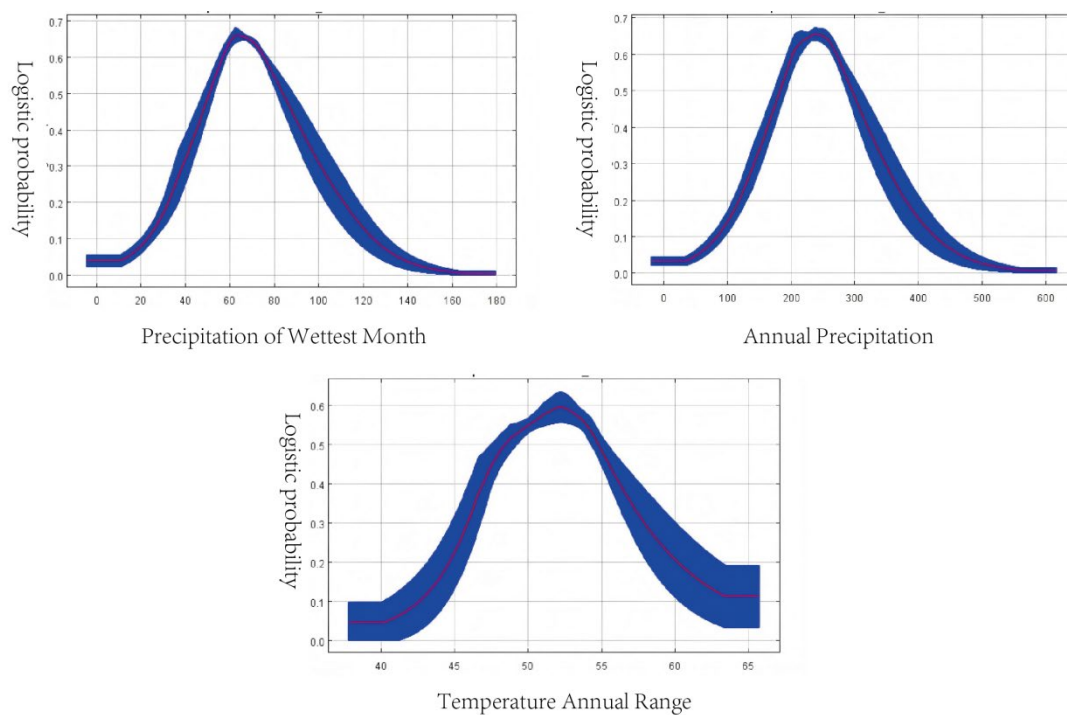 0.7
0.6
0.5
0.4
0.3
0.2
0.1
0.0
Logistic probability
0 20 40 60 80 100 120 140 160 180
Precipitation of Wettest Month
0.7
0.6
0.5
0.4
0.3
0.2
0.1
0.0
Logistic probability
0 100 200 300 400 500 600
Annual Precipitation
0.6
0.5
0.4
0.3
0.2
0.1
0.0
Logistic probability
40 45 50 55 60 65
Temperature Annual Range